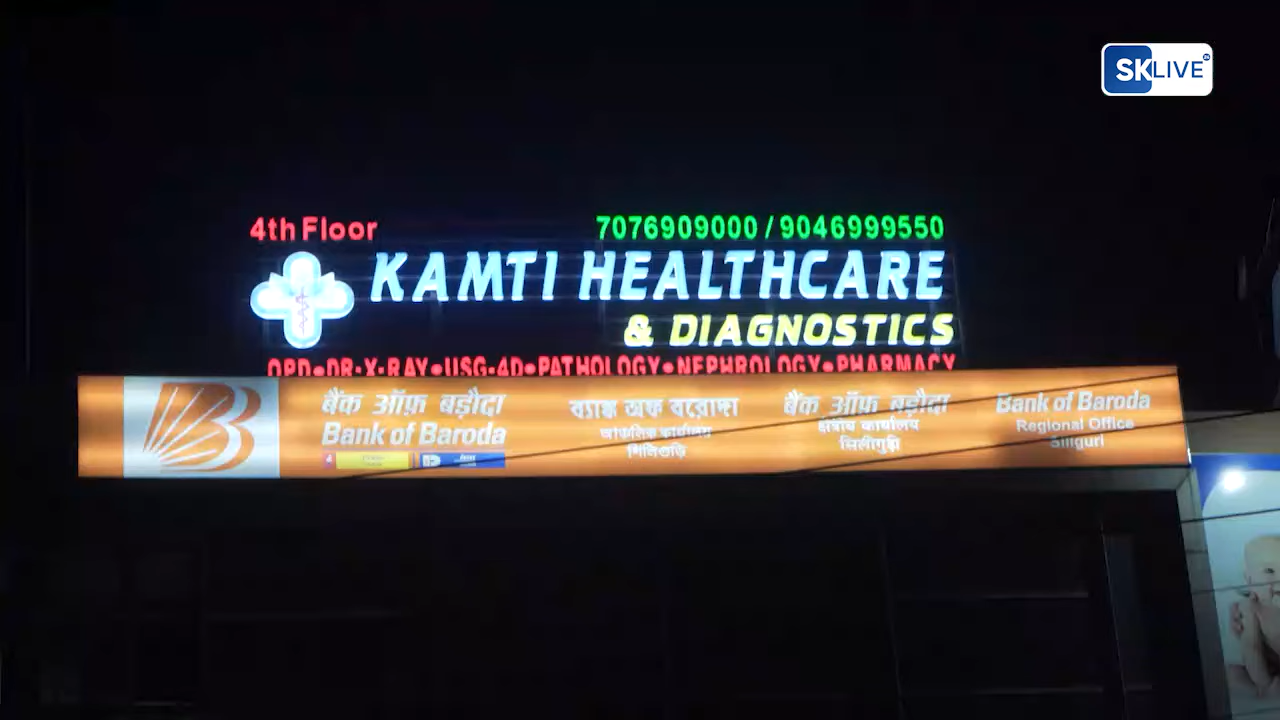 SKLIVE
4th Floor
7076909000 / 9046999550
KAMTI HEALTHCARE
& DIAGNOSTICS
OPD•DR-X-RAY•USG-4D•PATHOLOGY•NEPHROLOGY•PHARMACY
बैंक ऑफ़ बड़ौदा
Bank of Baroda
ব্যাঙ্ক অফ বরোদা
আঞ্চলিক কার্যালয়
শিলিগুড়ি
बैंक ऑफ़ बड़ौदा
क्षेत्रीय कार्यालय
सिलीगुड़ी
Bank of Baroda
Regional Office
Siliguri